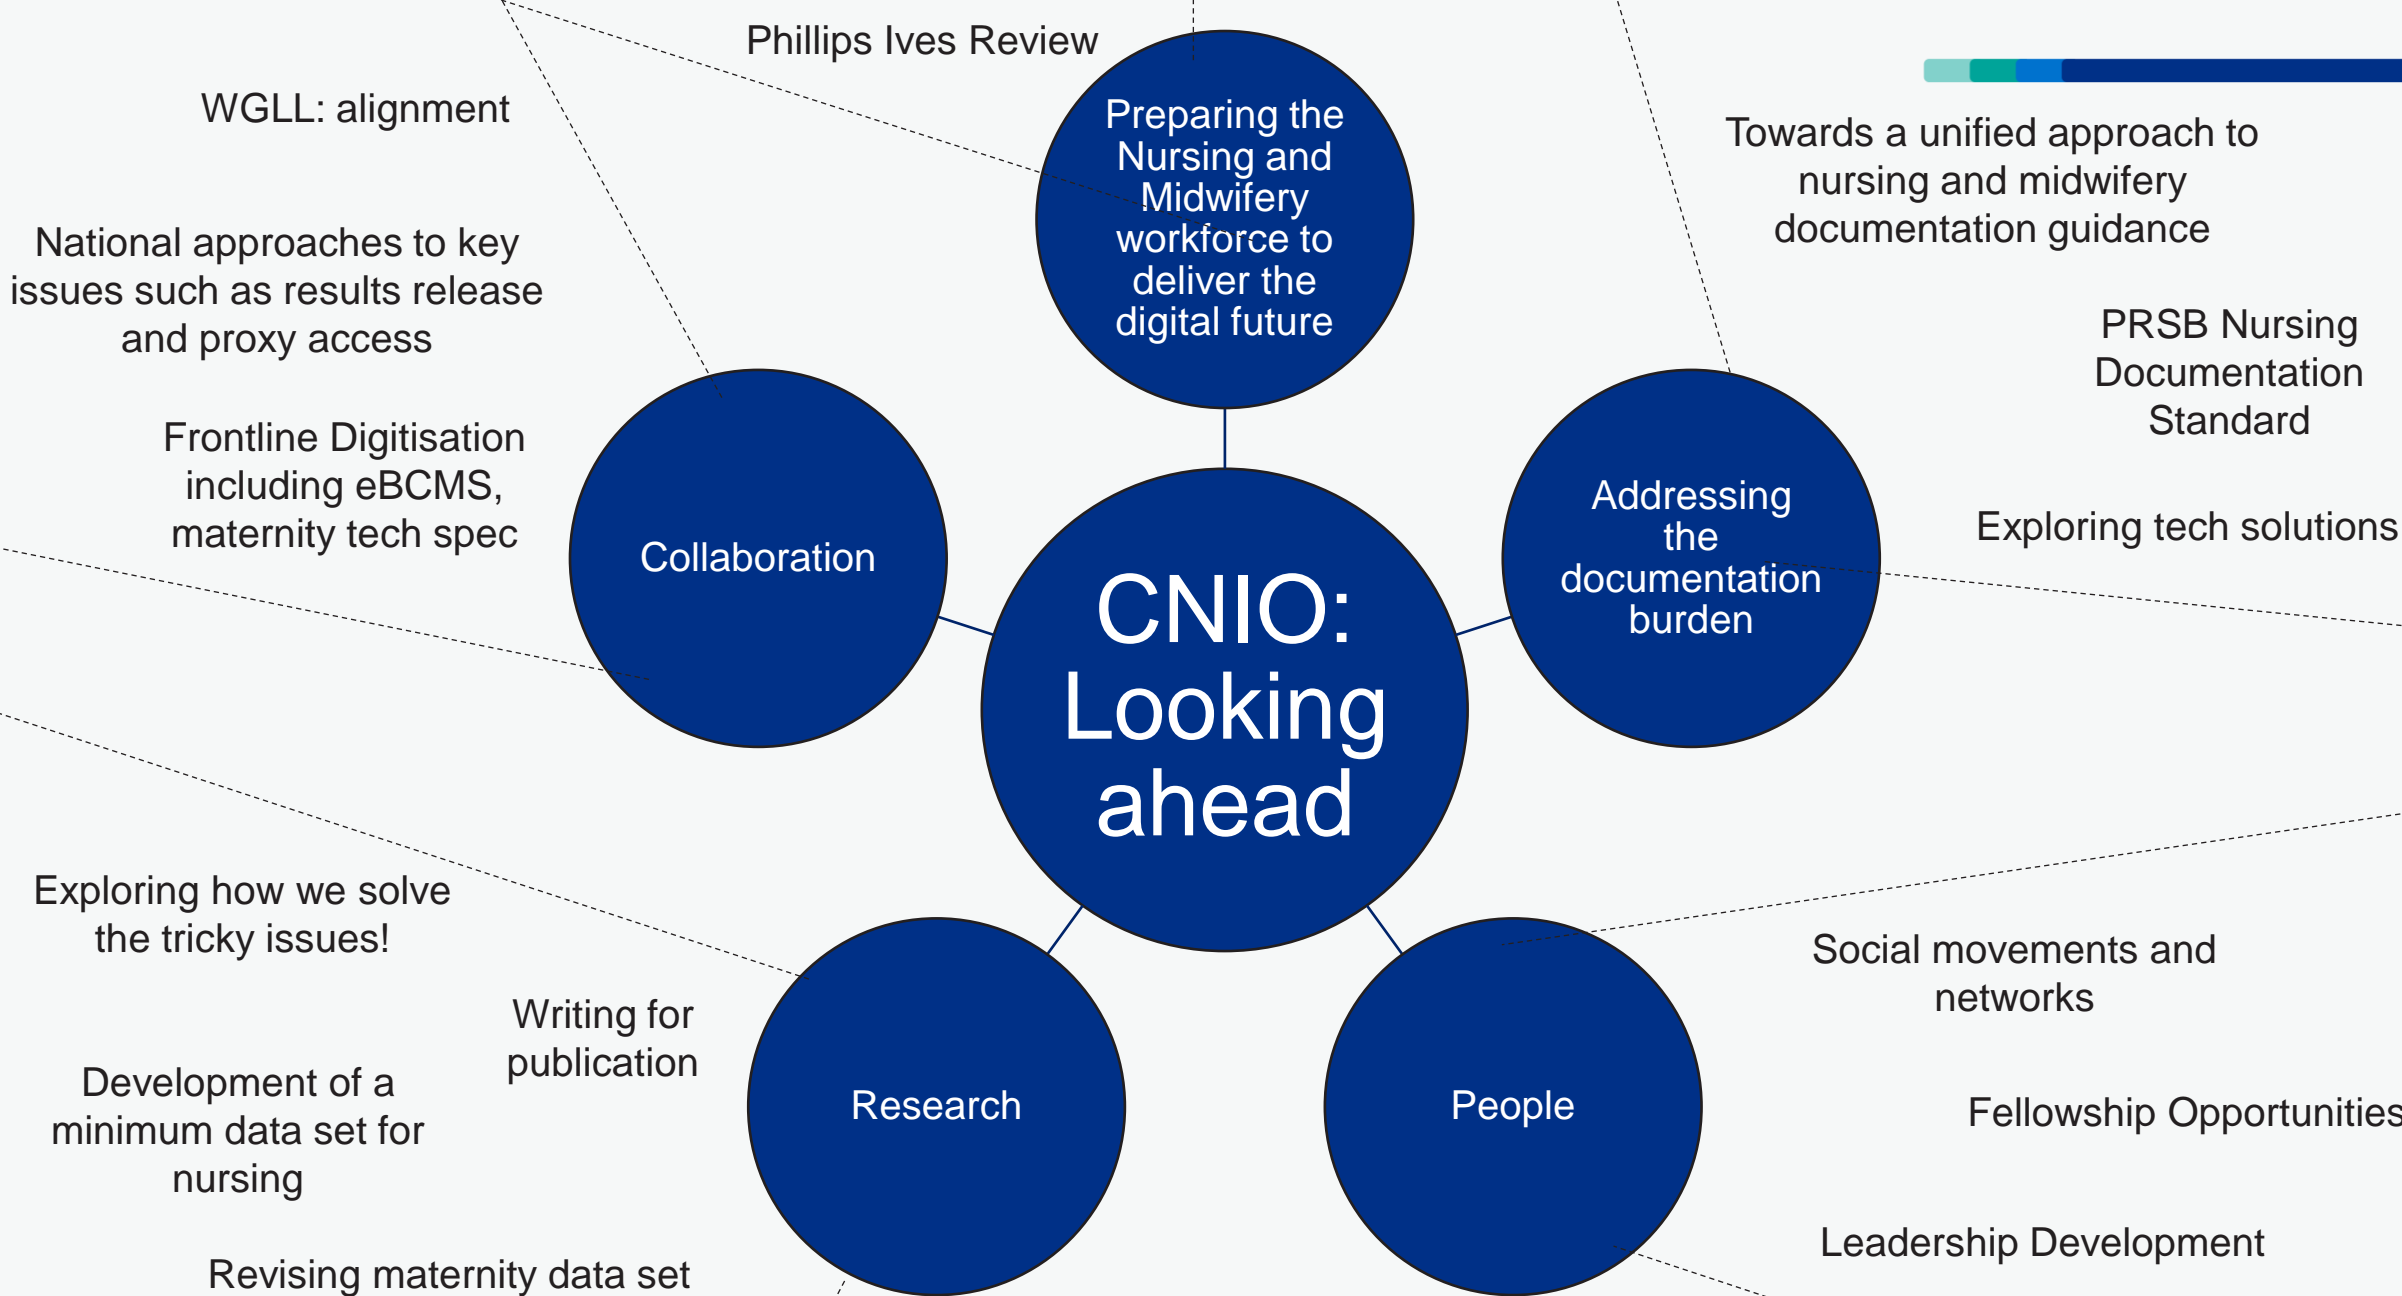 Phillips Ives Review
Preparing the
Nursing and
Midwifery
workforce to
deliver the
digital future
WGLL: alignment
National approaches to key
issues such as results release
and proxy access
Frontline Digitisation
including eBCMS,
maternity tech spec
Collaboration
Towards a unified approach to
nursing and midwifery
documentation guidance
PRSB Nursing
Documentation
Standard
Exploring tech solutions
Addressing
the
documentation
burden
CNIO:
Looking
ahead
Exploring how we solve
the tricky issues!
Writing for
publication
Development of a
minimum data set for
nursing
Revising maternity data set
Research
People
Social movements and
networks
Fellowship Opportunities
Leadership Development